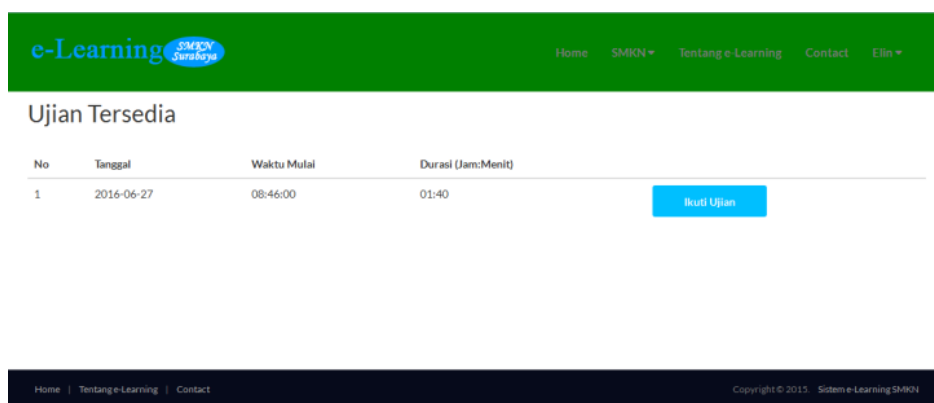 e-Learning SMKN Surabaya
Home SMKN Tentang e-Learning Contact Elin
Ujian Tersedia
No Tanggal Waktu Mulai Durasi (Jam:Menit)
1 2016-06-27 08:46:00 01:40 Ikuti Ujian
Home | Tentang e-Learning | Contact Copyright © 2015. Sistem e-Learning SMKN